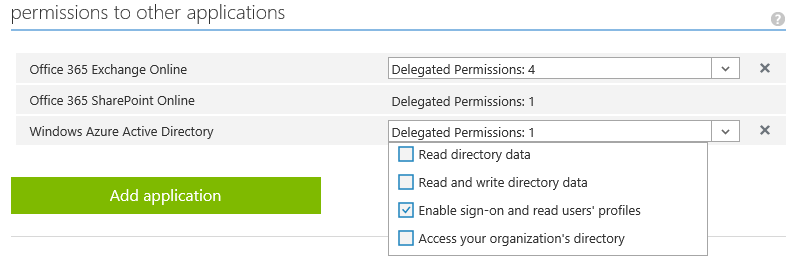 permissions to other applications
?
Office 365 Exchange Online Delegated Permissions: 4
Office 365 SharePoint Online Delegated Permissions: 1
Windows Azure Active Directory Delegated Permissions: 1
Read directory data
Read and write directory data
Enable sign-on and read users' profiles
Access your organization's directory
Add application